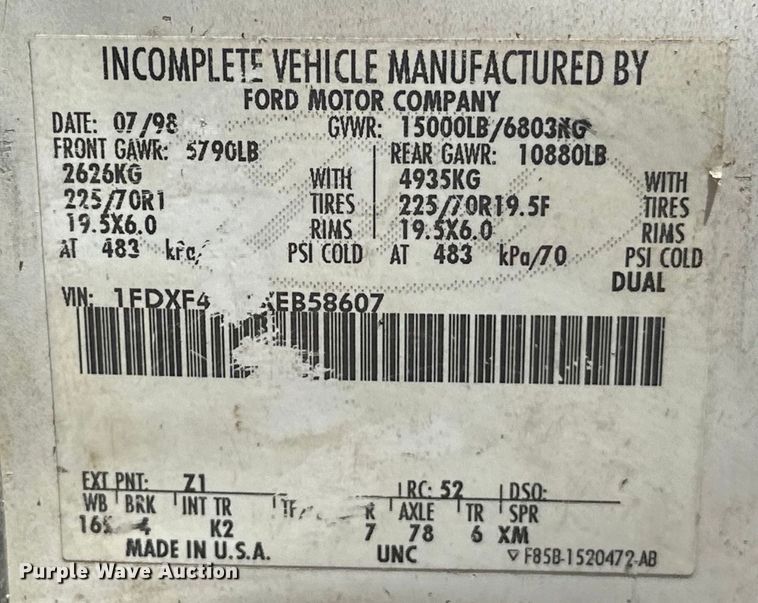 INCOMPLETE VEHICLE MANUFACTURED BY
FORD MOTOR COMPANY
DATE: 07/98 GVWR: 15000LB/6803KG
FRONT GAWR: 5790LB REAR GAWR: 10880LB
2626KG WITH 4935KG WITH
225/70R1 TIRES 225/70R19.5F TIRES
19.5X6.0 RIMS 19.5X6.0 RIMS
AT 483 kPa/ PSI COLD AT 483 kPa/70 PSI COLD
DUAL
VIN: 1FDXF4 XEB58607
EXT PNT: Z1 RC: 52 DSO:
WB BRK INT TR R AXLE TR SPR
4 K2 7 78 6 XM
MADE IN U.S.A. UNC F85B-1520472-AB
Purple Wave Auction